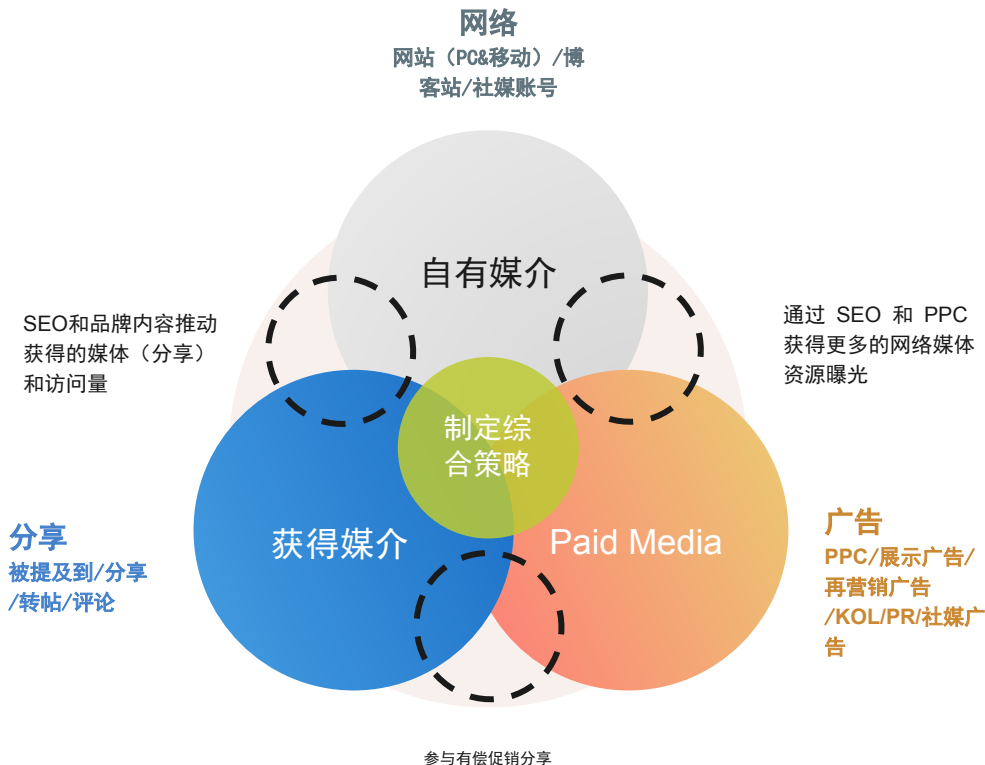 网络
网站（PC&移动）/博
客站/社媒账号
自有媒介
SEO和品牌内容推动
获得的媒体（分享）
和访问量
通过 SEO 和 PPC
获得更多的网络媒体
资源曝光
制定综
合策略
分享
被提及到/分享
/转帖/评论
获得媒介
Paid Media
广告
PPC/展示广告/
再营销广告
/KOL/PR/社媒广
告
参与有偿促销分享